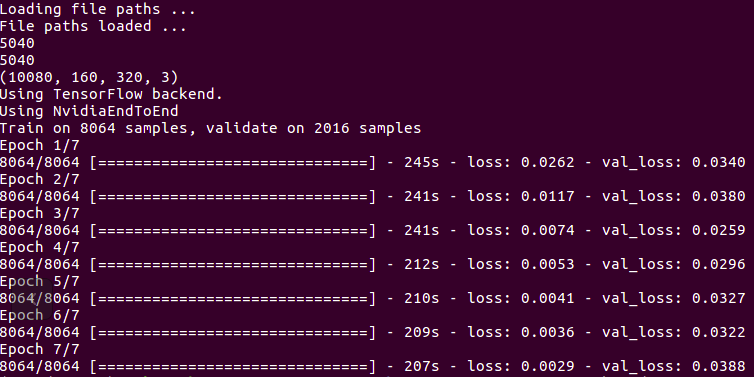 Loading file paths ...
File paths loaded ...
5040
5040
(10080, 160, 320, 3)
Using TensorFlow backend.
Using NvidiaEndToEnd
Train on 8064 samples, validate on 2016 samples
Epoch 1/7
8064/8064 [==============================] - 245s - loss: 0.0262 - val_loss: 0.0340
Epoch 2/7
8064/8064 [==============================] - 241s - loss: 0.0117 - val_loss: 0.0380
Epoch 3/7
8064/8064 [==============================] - 241s - loss: 0.0074 - val_loss: 0.0259
Epoch 4/7
8064/8064 [==============================] - 212s - loss: 0.0053 - val_loss: 0.0296
Epoch 5/7
8064/8064 [==============================] - 210s - loss: 0.0041 - val_loss: 0.0327
Epoch 6/7
8064/8064 [==============================] - 209s - loss: 0.0036 - val_loss: 0.0322
Epoch 7/7
8064/8064 [==============================] - 207s - loss: 0.0029 - val_loss: 0.0388